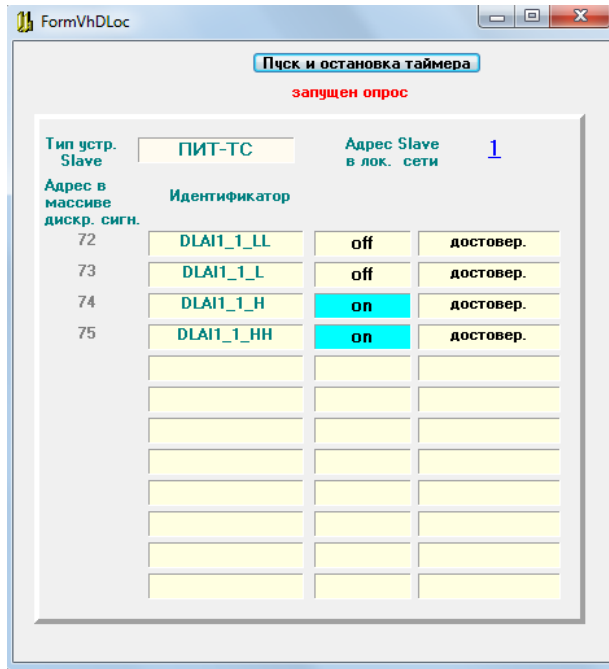 FormVhDLoc
Пуск и остановка таймера
запущен опрос
Тип устр.
Slave
ПИТ-ТС
Адрес Slave
в лок. сети
1
Адрес в
массиве
дискр. сигн.
Идентификатор
72 DLAI1_1_LL off достовер.
73 DLAI1_1_L off достовер.
74 DLAI1_1_H on достовер.
75 DLAI1_1_HH on достовер.